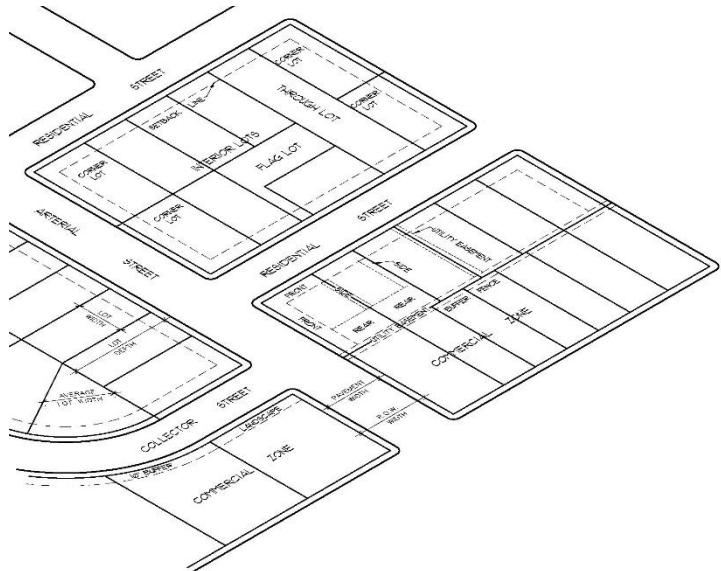 CORNER
LOT
RESIDENTIAL STREET
SETBACK
LINE
THROUGH LOT
CORNER
LOT
INTERIOR LOTS
FLAG LOT
CORNER
LOT
CORNER
LOT
ARTERIAL STREET
RESIDENTIAL STREET
UTILITY EASEMENT
SIDE
FRONT
SIDE
REAR
FRONT
REAR
UTILITY EASEMENT
BUFFER FENCE
COMMERCIAL ZONE
LOT
WIDTH
LOT
DEPTH
AVERAGE
LOT WIDTH
PAVEMENT
WIDTH
R.O.W.
WIDTH
COLLECTOR STREET
LANDSCAPE
10' BUFFER
COMMERCIAL ZONE